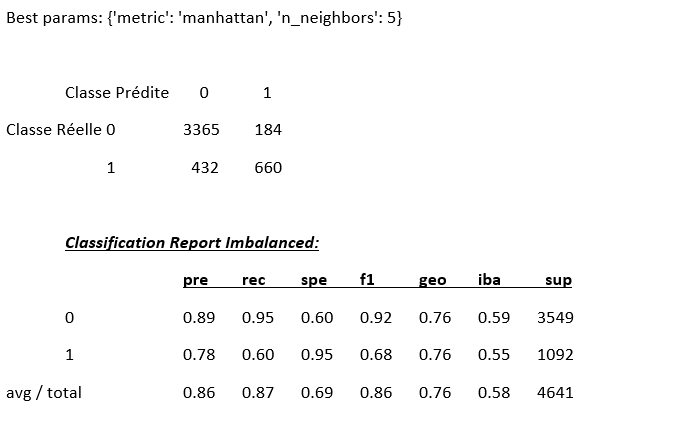 Best params: {'metric': 'manhattan', 'n_neighbors': 5}
Classe Prédite 0 1
Classe Réelle 0 3365 184
1 432 660
Classification Report Imbalanced:
pre rec spe f1 geo iba sup
0 0.89 0.95 0.60 0.92 0.76 0.59 3549
1 0.78 0.60 0.95 0.68 0.76 0.55 1092
avg / total 0.86 0.87 0.69 0.86 0.76 0.58 4641